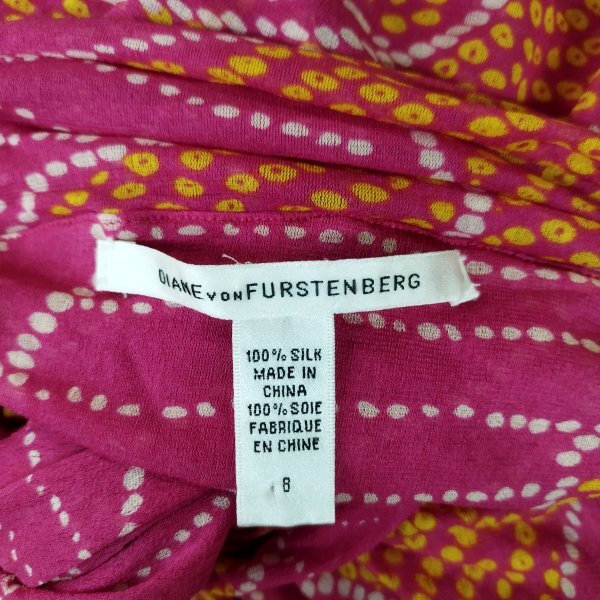 DIANE VON FURSTENBERG
100% SILK
MADE IN
CHINA
100% SOIE
FABRIQUE
EN CHINE
8